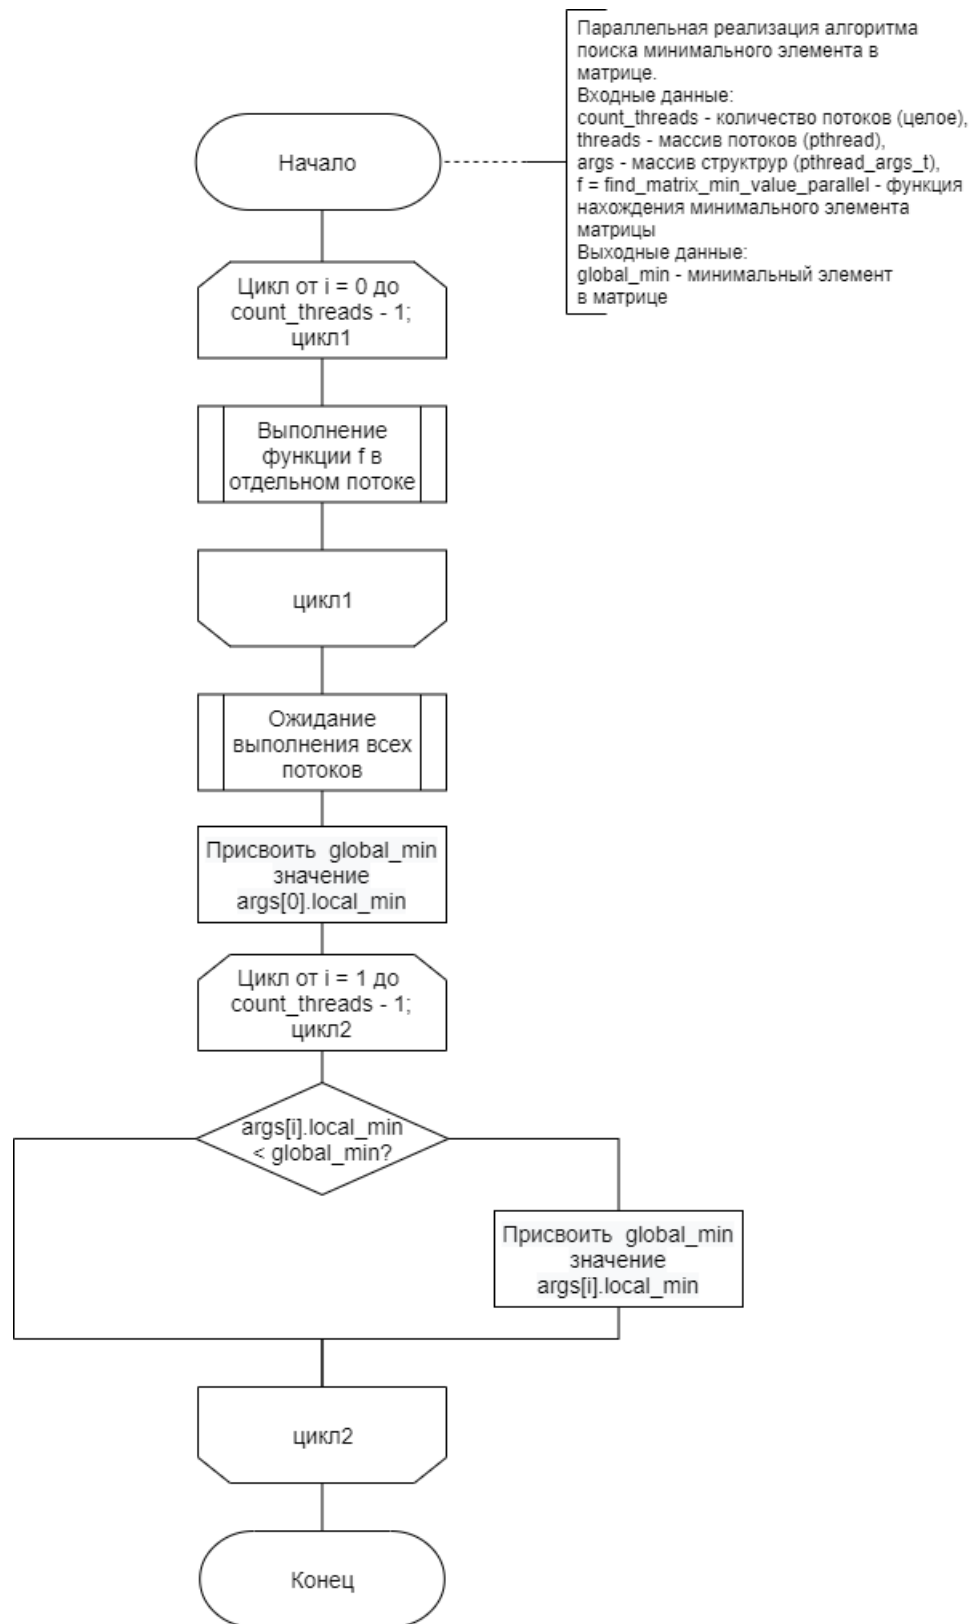 Параллельная реализация алгоритма
поиска минимального элемента в
матрице.
Входные данные:
count_threads - количество потоков (целое),
threads - массив потоков (pthread),
args - массив структрур (pthread_args_t),
f = find_matrix_min_value_parallel - функция
нахождения минимального элемента
матрицы
Выходные данные:
global_min - минимальный элемент
в матрице
Начало
Цикл от i = 0 до
count_threads - 1;
цикл1
Выполнение
функции f в
отдельном потоке
цикл1
Ожидание
выполнения всех
потоков
Присвоить global_min
значение
args[0].local_min
Цикл от i = 1 до
count_threads - 1;
цикл2
args[i].local_min
< global_min?
Присвоить global_min
значение
args[i].local_min
цикл2
Конец